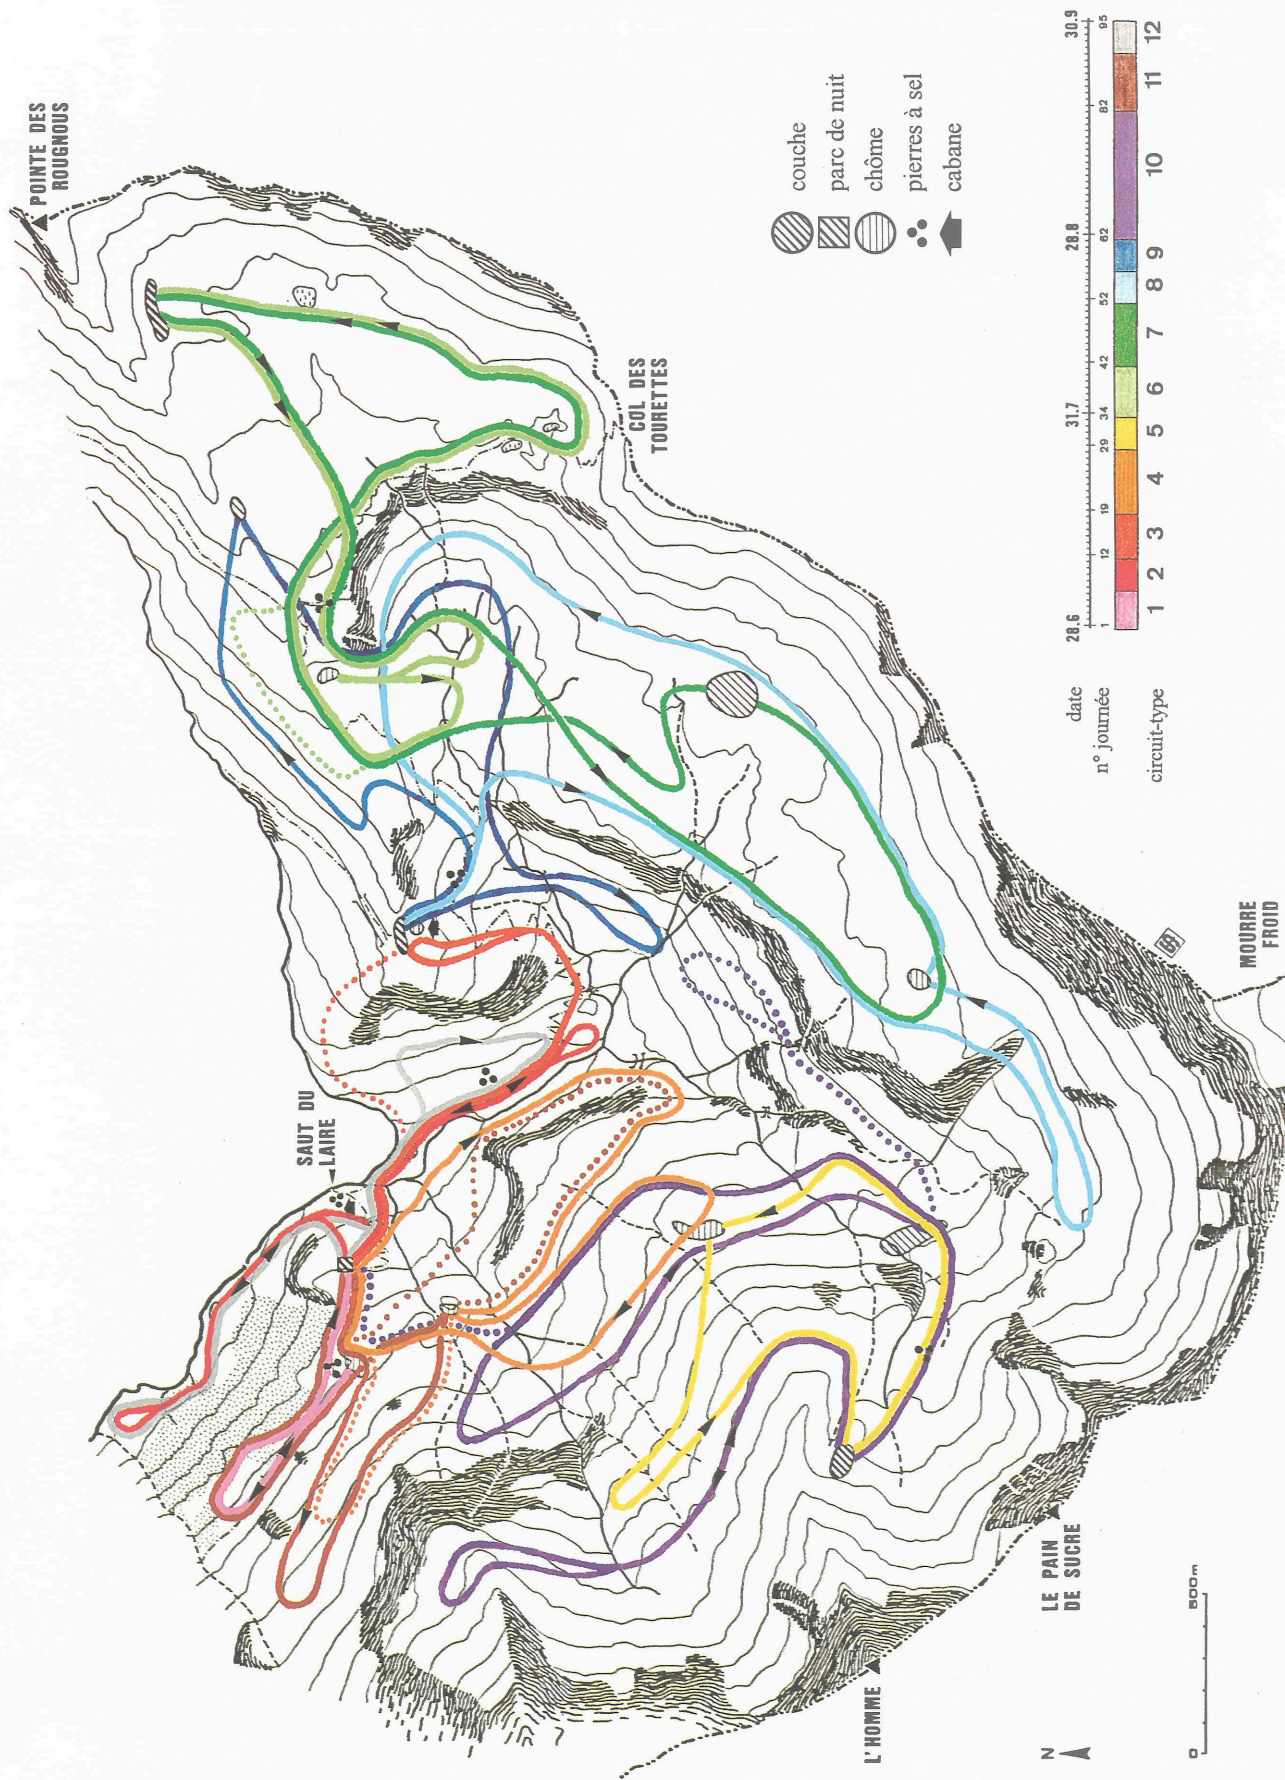 POINTE DES
ROUGNOUS
COL DES
TOURETTES
SAUT DU
LAIRE
MOURRE
FROID
LE PAIN
DE SUCRE
L'HOMME
couche
parc de nuit
chôme
pierres à sel
cabane
date 28.6 31.7 28.8 30.9
n° journée 1 12 19 29 34 42 52 62 82 95
circuit-type 1 2 3 4 5 6 7 8 9 10 11 12
N
0 500m